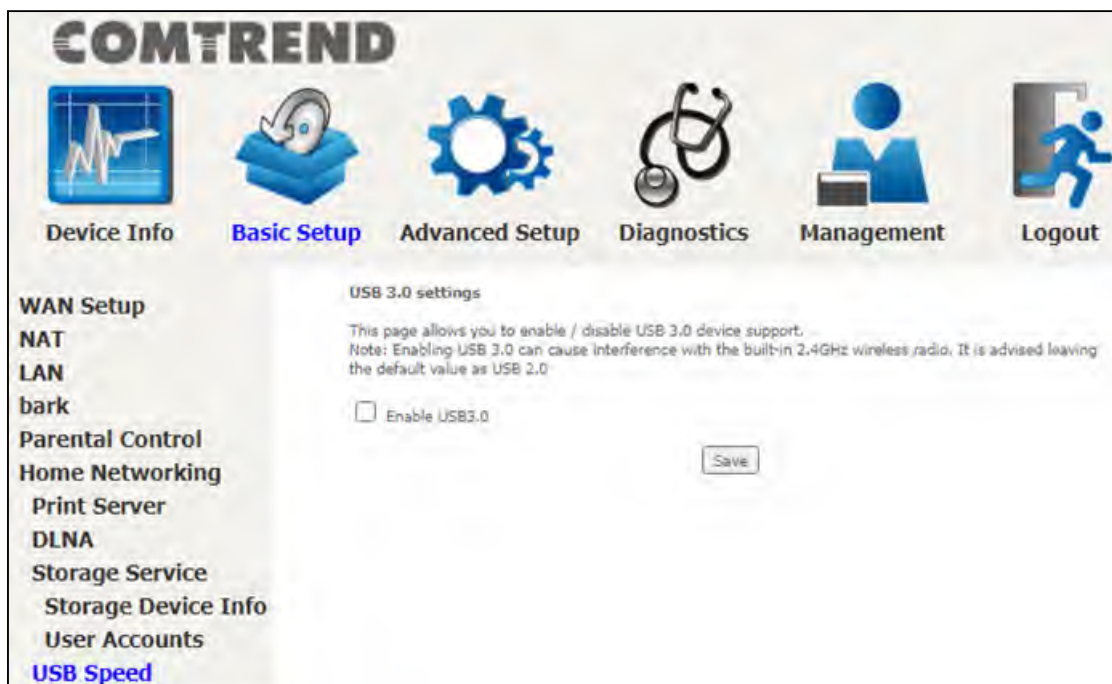 COMTREND
Device Info
Basic Setup
Advanced Setup
Diagnostics
Management
Logout
WAN Setup
NAT
LAN
bark
Parental Control
Home Networking
Print Server
DLNA
Storage Service
Storage Device Info
User Accounts
USB Speed
USB 3.0 settings
This page allows you to enable / disable USB 3.0 device support.
Note: Enabling USB 3.0 can cause interference with the built-in 2.4GHz wireless radio. It is advised leaving
the default value as USB 2.0
Enable USB3.0
Save